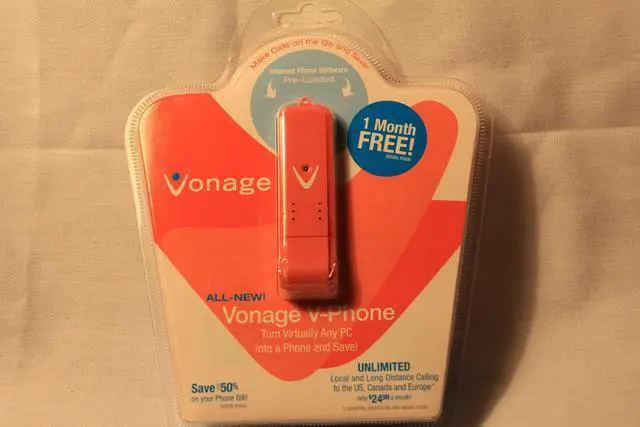 Make Calls on the Go and Save!
Internet Phone Software
Pre-Loaded
1 Month
FREE!
details inside
Vonage
V
ALL-NEW!
Vonage V-Phone
Turn Virtually Any PC
into a Phone and Save!
Save 50%
on your Phone Bill!
UNLIMITED
Local and Long Distance Calling
to the US, Canada and Europe*
only $24.99 a month!